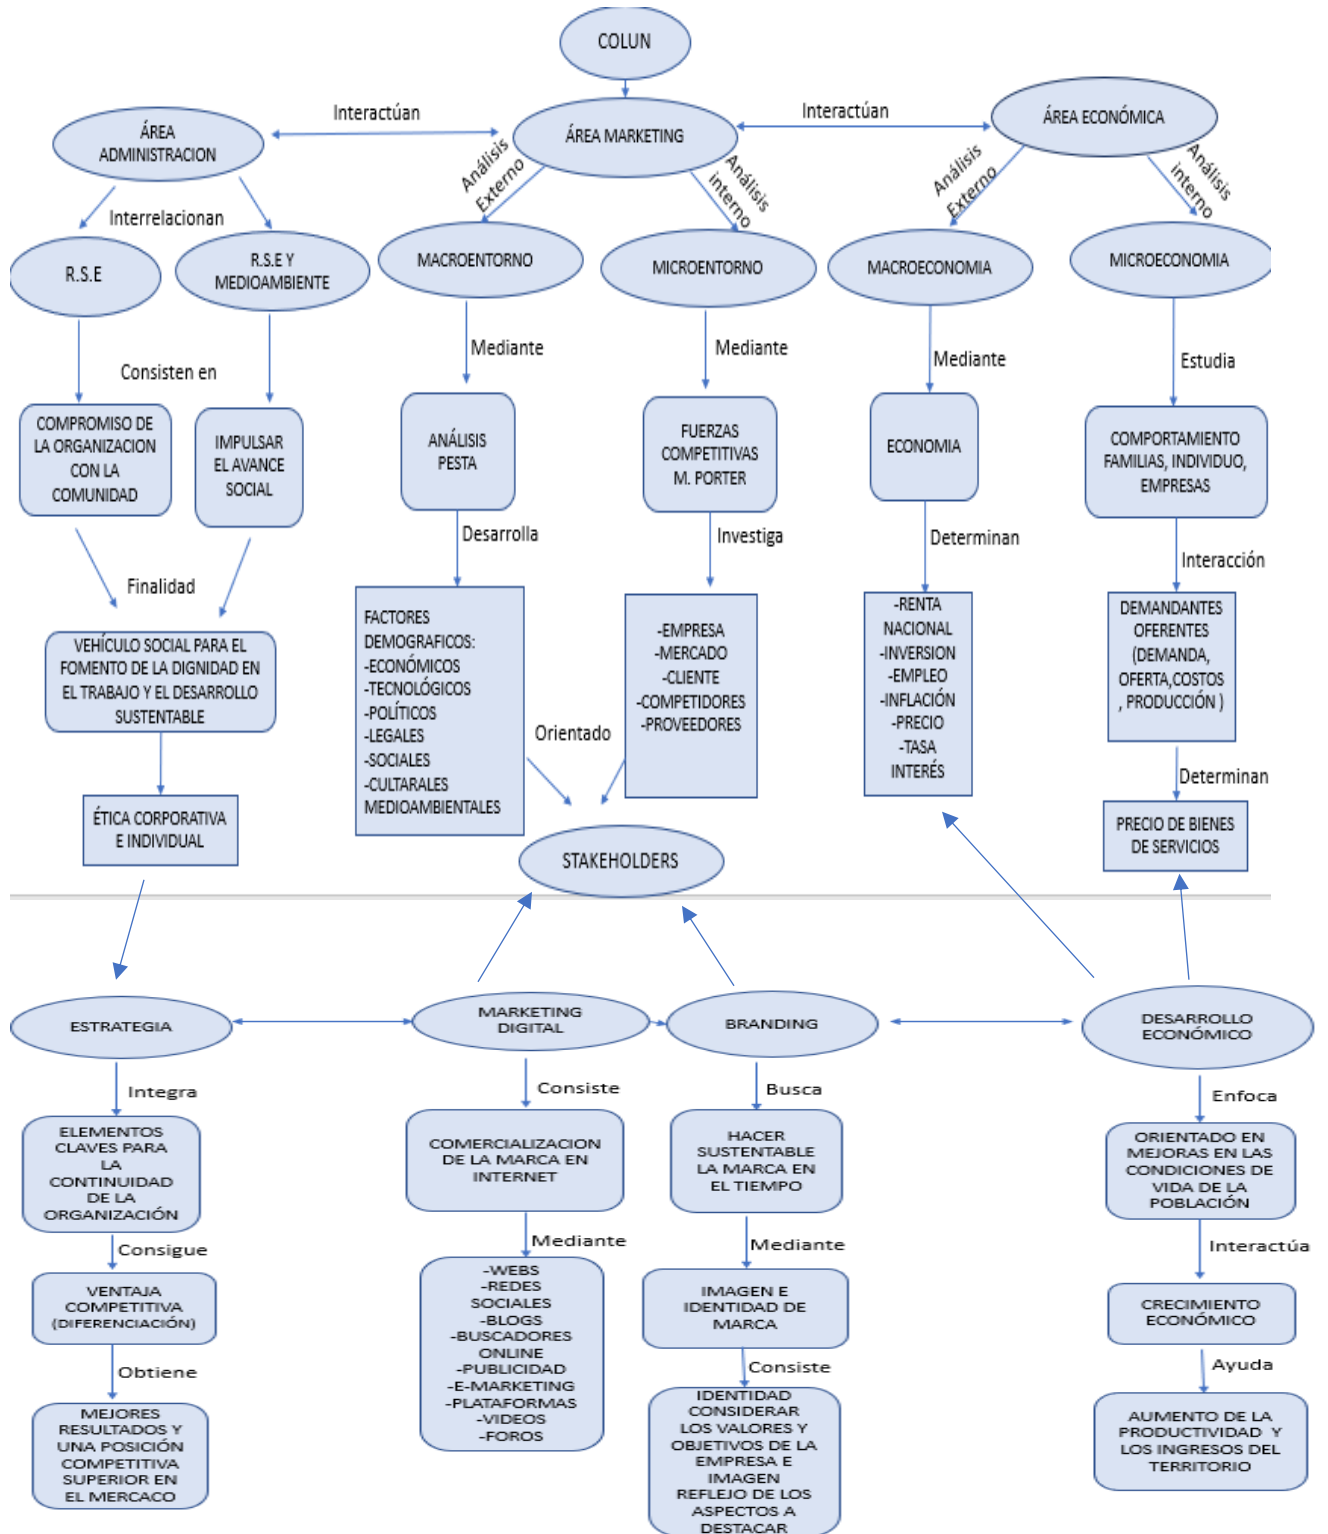 COLUN
Interactúan
Interactúan
ÁREA
ADMINISTRACION
ÁREA MARKETING
ÁREA ECONÓMICA
Análisis
Externo
Análisis
interno
Análisis
Externo
Análisis
interno
Interrelacionan
R.S.E
R.S.E Y
MEDIOAMBIENTE
MACROENTORNO
MICROENTORNO
MACROECONOMIA
MICROECONOMIA
Consisten en
Mediante
Mediante
Mediante
Estudia
COMPROMISO DE
LA ORGANIZACION
CON LA
COMUNIDAD
IMPULSAR
EL AVANCE
SOCIAL
ANÁLISIS
PESTA
FUERZAS
COMPETITIVAS
M. PORTER
ECONOMIA
COMPORTAMIENTO
FAMILIAS, INDIVIDUO,
EMPRESAS
Finalidad
Desarrolla
Investiga
Determinan
Interacción
VEHÍCULO SOCIAL PARA EL
FOMENTO DE LA DIGNIDAD EN
EL TRABAJO Y EL DESARROLLO
SUSTENTABLE
FACTORES
DEMOGRAFICOS:
-ECONÓMICOS
-TECNOLÓGICOS
-POLÍTICOS
-LEGALES
-SOCIALES
-CULTARALES
MEDIOAMBIENTALES
Orientado
-EMPRESA
-MERCADO
-CLIENTE
-COMPETIDORES
-PROVEEDORES
-RENTA
NACIONAL
-INVERSION
-EMPLEO
-INFLACIÓN
-PRECIO
-TASA
INTERÉS
DEMANDANTES
OFERENTES
(DEMANDA,
OFERTA,COSTOS
, PRODUCCIÓN )
Determinan
ÉTICA CORPORATIVA
E INDIVIDUAL
STAKEHOLDERS
PRECIO DE BIENES
DE SERVICIOS
ESTRATEGIA
MARKETING
DIGITAL
BRANDING
DESARROLLO
ECONÓMICO
Integra
Consiste
Busca
Enfoca
ELEMENTOS
CLAVES PARA
LA
CONTINUIDAD
DE LA
ORGANIZACIÓN
COMERCIALIZACION
DE LA MARCA EN
INTERNET
HACER
SUSTENTABLE
LA MARCA EN
EL TIEMPO
ORIENTADO EN
MEJORAS EN LAS
CONDICIONES DE
VIDA DE LA
POBLACIÓN
Consigue
Mediante
Mediante
Interactúa
VENTAJA
COMPETITIVA
(DIFERENCIACIÓN)
-WEBS
-REDES
SOCIALES
-BLOGS
-BUSCADORES
ONLINE
-PUBLICIDAD
-E-MARKETING
-PLATAFORMAS
-VIDEOS
-FOROS
IMAGEN E
IDENTIDAD DE
MARCA
CRECIMIENTO
ECONÓMICO
Obtiene
Consiste
Ayuda
MEJORES
RESULTADOS Y
UNA POSICIÓN
COMPETITIVA
SUPERIOR EN
EL MERCACO
IDENTIDAD
CONSIDERAR
LOS VALORES Y
OBJETIVOS DE LA
EMPRESA E
IMAGEN
REFLEJO DE LOS
ASPECTOS A
DESTACAR
AUMENTO DE LA
PRODUCTIVIDAD Y
LOS INGRESOS DEL
TERRITORIO